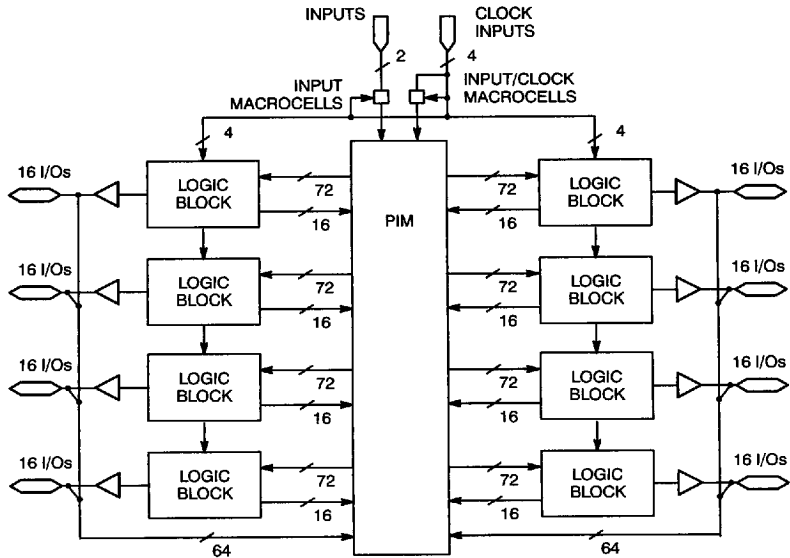 INPUTS
CLOCK
INPUTS
2
4
INPUT
MACROCELLS
INPUT/CLOCK
MACROCELLS
4
4
16 I/Os
LOGIC
BLOCK
72
16
PIM
72
16
LOGIC
BLOCK
16 I/Os
16 I/Os
LOGIC
BLOCK
72
16
72
16
LOGIC
BLOCK
16 I/Os
16 I/Os
LOGIC
BLOCK
72
16
72
16
LOGIC
BLOCK
16 I/Os
16 I/Os
LOGIC
BLOCK
72
16
72
16
LOGIC
BLOCK
16 I/Os
64
64